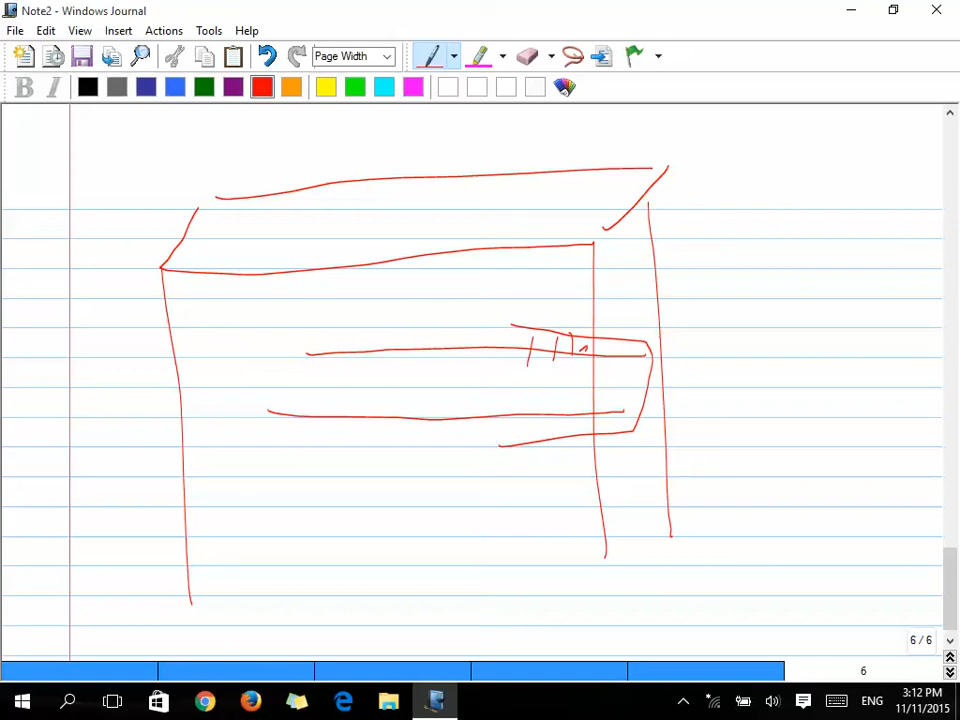 Note2 - Windows Journal
File Edit View Insert Actions Tools Help
Page Width
B I
6 / 6
6
ENG
3:12 PM
11/11/2015